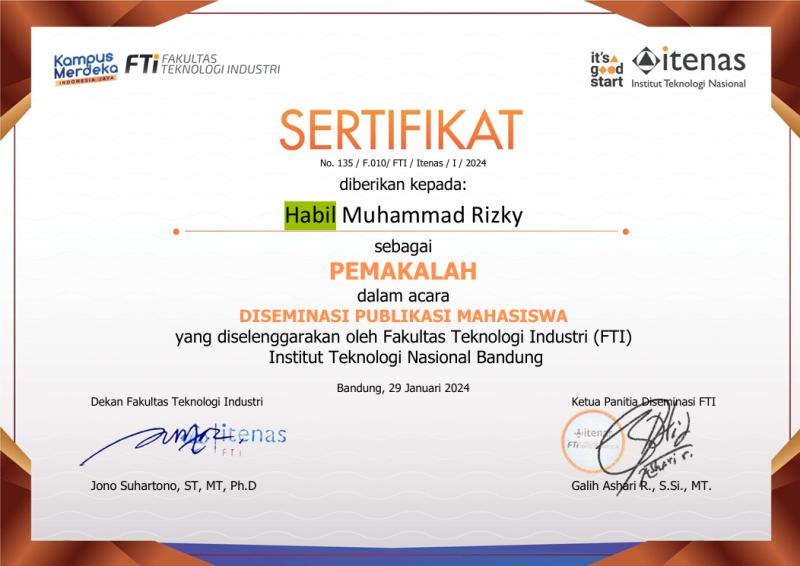 Kampus
Merdeka
INDONESIA JAYA
FTi FAKULTAS
TEKNOLOGI INDUSTRI
it's a
good
start
itenas
Institut Teknologi Nasional
SERTIFIKAT
No. 135 / F.010/ FTI / Itenas / I / 2024
diberikan kepada:
Habil Muhammad Rizky
sebagai
PEMAKALAH
dalam acara
DISEMINASI PUBLIKASI MAHASISWA
yang diselenggarakan oleh Fakultas Teknologi Industri (FTI)
Institut Teknologi Nasional Bandung
Bandung, 29 Januari 2024
Dekan Fakultas Teknologi Industri
itenas
FTI
Jono Suhartono, ST, MT, Ph.D
Ketua Panitia Diseminasi FTI
itenas
FTi
Ashari R.
Galih Ashari R., S.Si., MT.